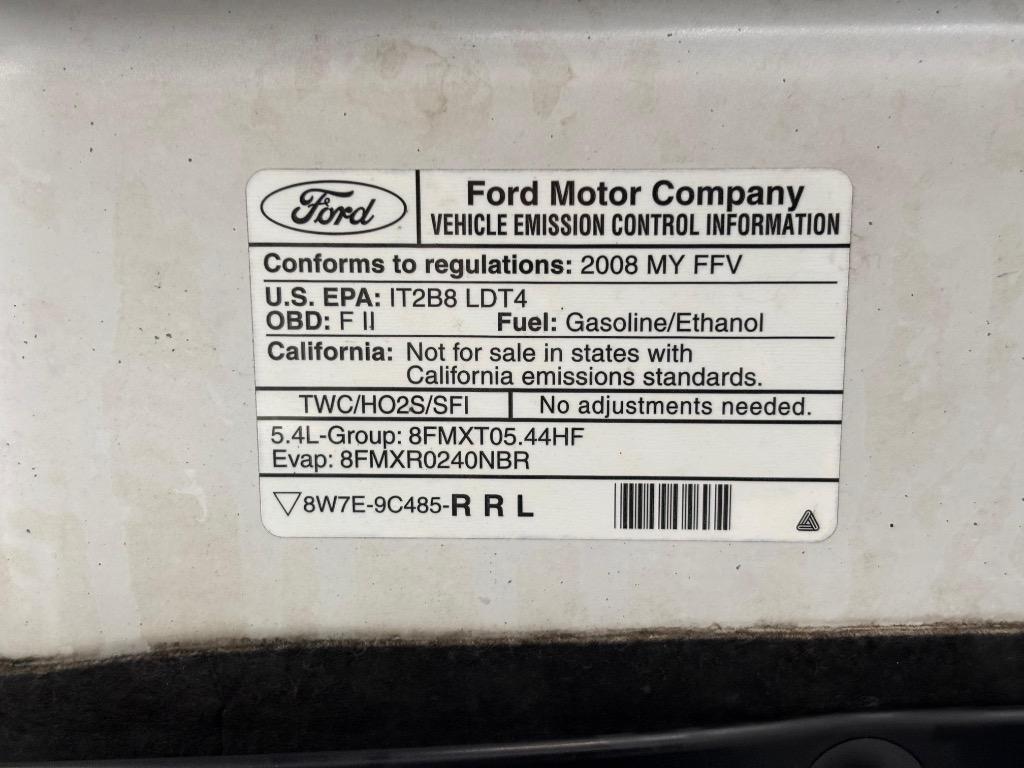 Ford
Ford Motor Company
VEHICLE EMISSION CONTROL INFORMATION
Conforms to regulations: 2008 MY FFV
U.S. EPA: IT2B8 LDT4
OBD: F II Fuel: Gasoline/Ethanol
California: Not for sale in states with
California emissions standards.
TWC/HO2S/SFI No adjustments needed.
5.4L-Group: 8FMXT05.44HF
Evap: 8FMXR0240NBR
▽8W7E-9C485-R R L